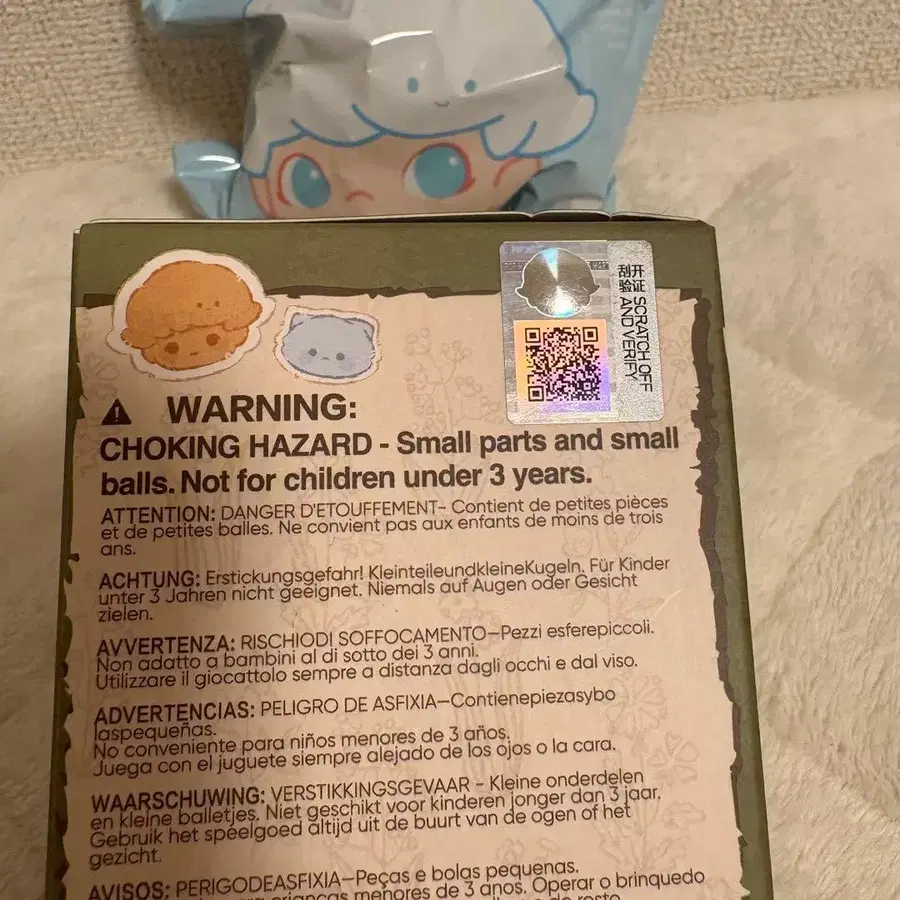 开证 SCRATCH OFF
刮验 AND VERIFY
WARNING:
CHOKING HAZARD - Small parts and small
balls. Not for children under 3 years.
ATTENTION: DANGER D'ETOUFFEMENT- Contient de petites pièces
et de petites balles. Ne convient pas aux enfants de moins de trois
ans.
ACHTUNG: Erstickungsgefahr! KleinteileundkleineKugeln. Für Kinder
unter 3 Jahren nicht geeignet. Niemals auf Augen oder Gesicht
zielen.
AVVERTENZA: RISCHIODI SOFFOCAMENTO—Pezzi esferepiccoli.
Non adatto a bambini al di sotto dei 3 anni.
Utilizzare il giocattolo sempre a distanza dagli occhi e dal viso.
ADVERTENCIAS: PELIGRO DE ASFIXIA—Contienepiezasybo
laspequeñas.
No conveniente para niños menores de 3 años.
Juega con el juguete siempre alejado de los ojos o la cara.
WAARSCHUWING: VERSTIKKINGSGEVAAR - Kleine onderdelen
en kleine balletjes. Niet geschikt voor kinderen jonger dan 3 jaar.
Gebruik het speelgoed altijd uit de buurt van de ogen of het
gezicht.
AVISOS: PERIGODEASFIXIA—Peças e bolas pequenas.
crianças menores de 3 anos. Operar o brinquedo